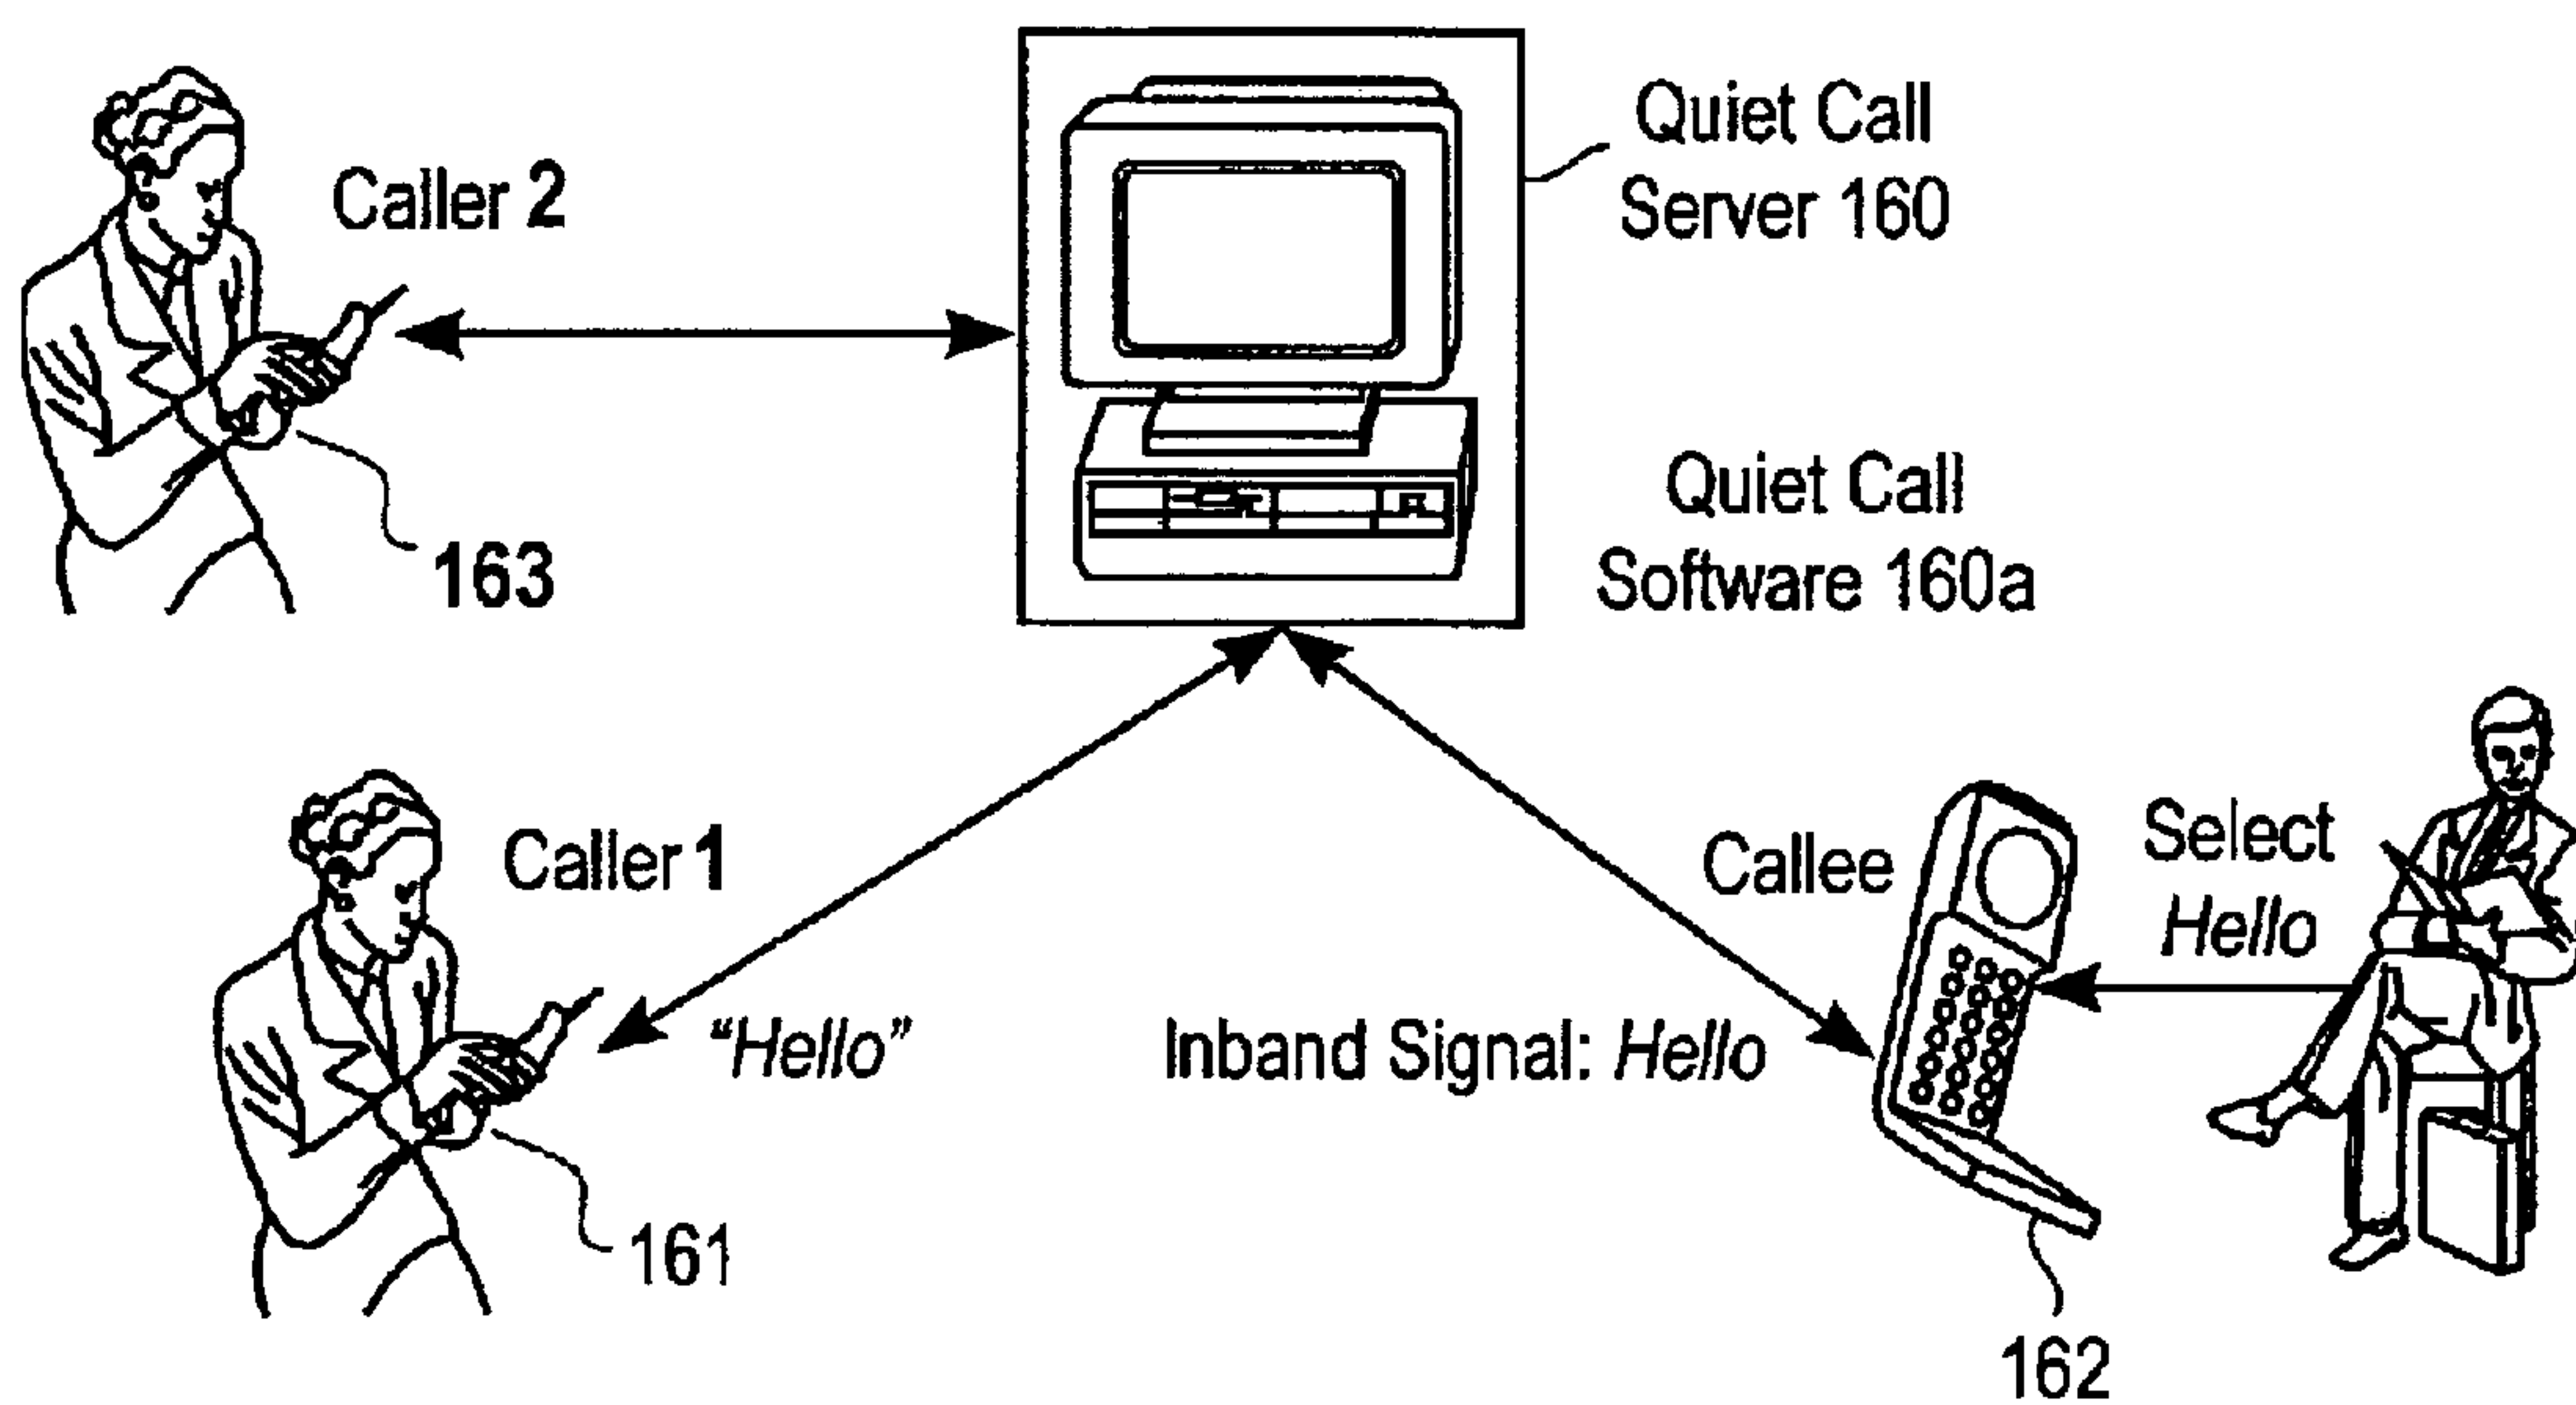 Caller 2
Quiet Call
Server 160
163
Quiet Call
Software 160a
Caller 1
"Hello"
161
Callee
Select
Hello
Inband Signal: Hello
162